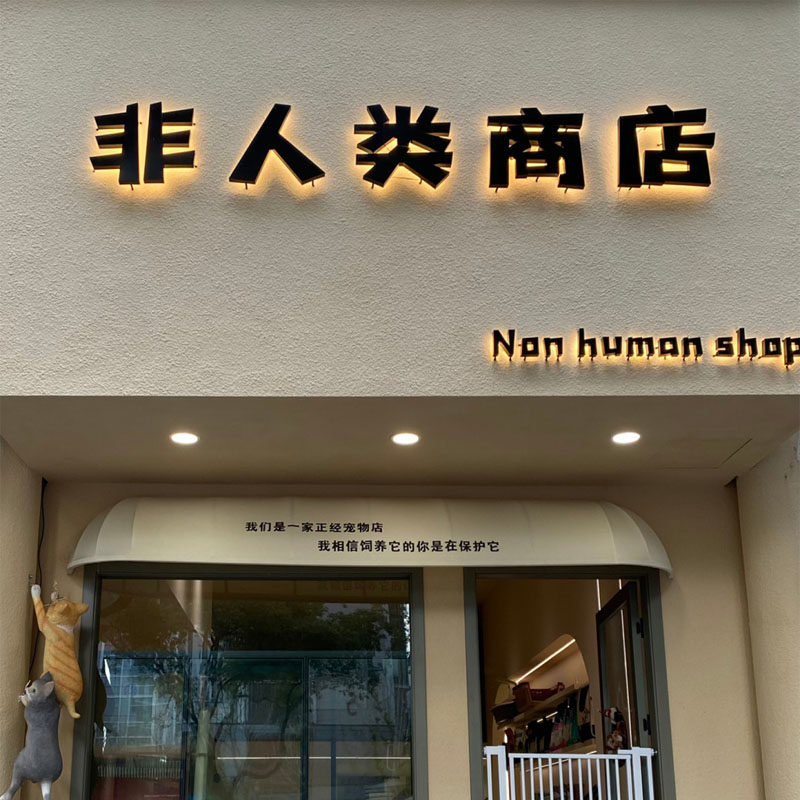 非人类商店
Non human shop
我们是一家正经宠物店
我相信饲养它的你是在保护它